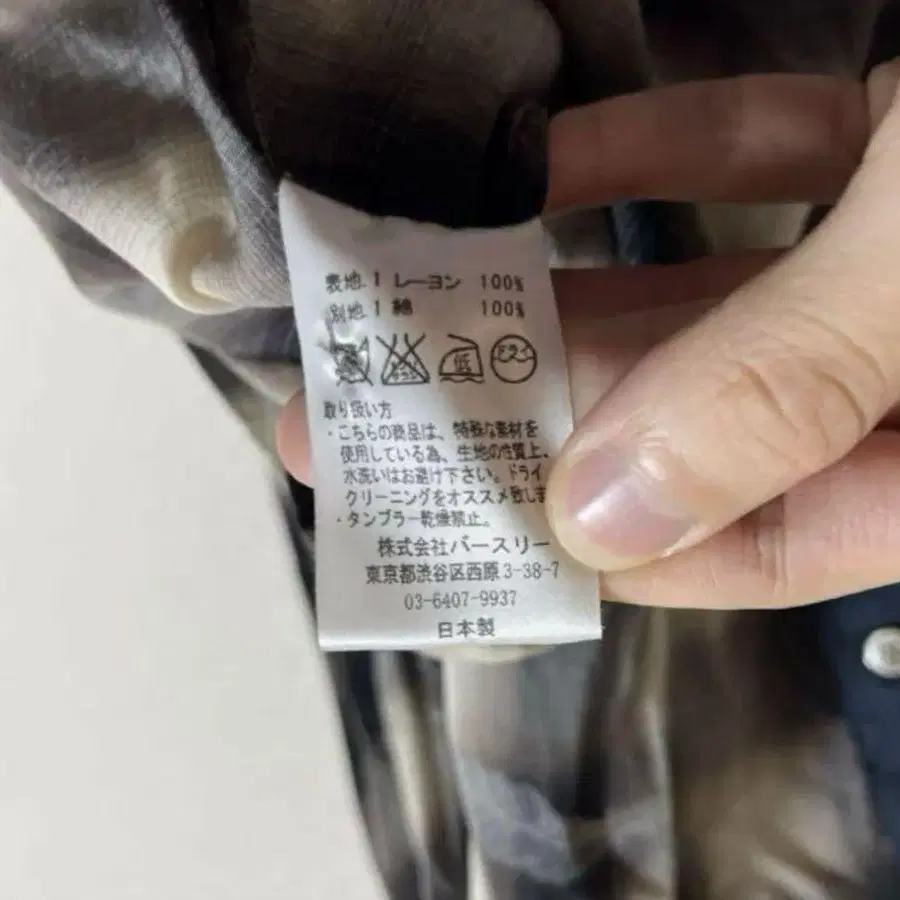 表地.1 レーヨン 100%
別地.1 綿 100%
低 ドライ
取り扱い方
・こちらの商品は、特殊な素材を
使用している為、生地の性質上、
水洗いはお避け下さい。ドライ
クリーニングをオススメ致しま
・タンブラー乾燥禁止。
株式会社バースリー
東京都渋谷区西原3-38-7
03-6407-9937
日本製